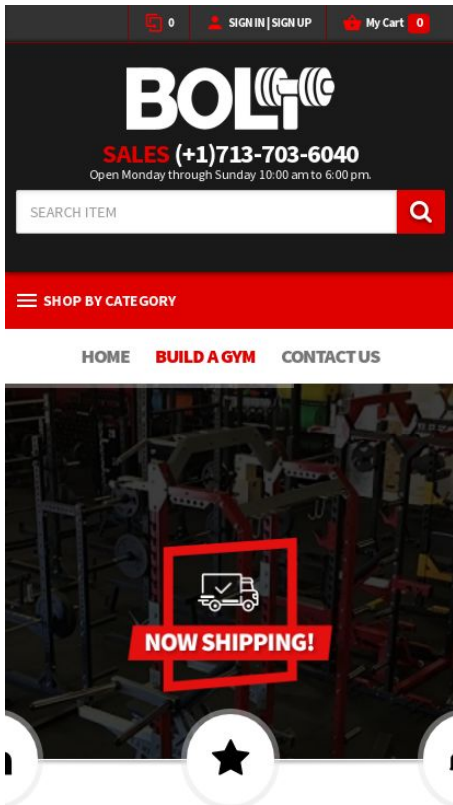 0
SIGN IN | SIGN UP
My Cart 0
BOLT
SALES (+1)713-703-6040
Open Monday through Sunday 10:00 am to 6:00 pm.
SEARCH ITEM
SHOP BY CATEGORY
HOME
BUILD A GYM
CONTACT US
NOW SHIPPING!